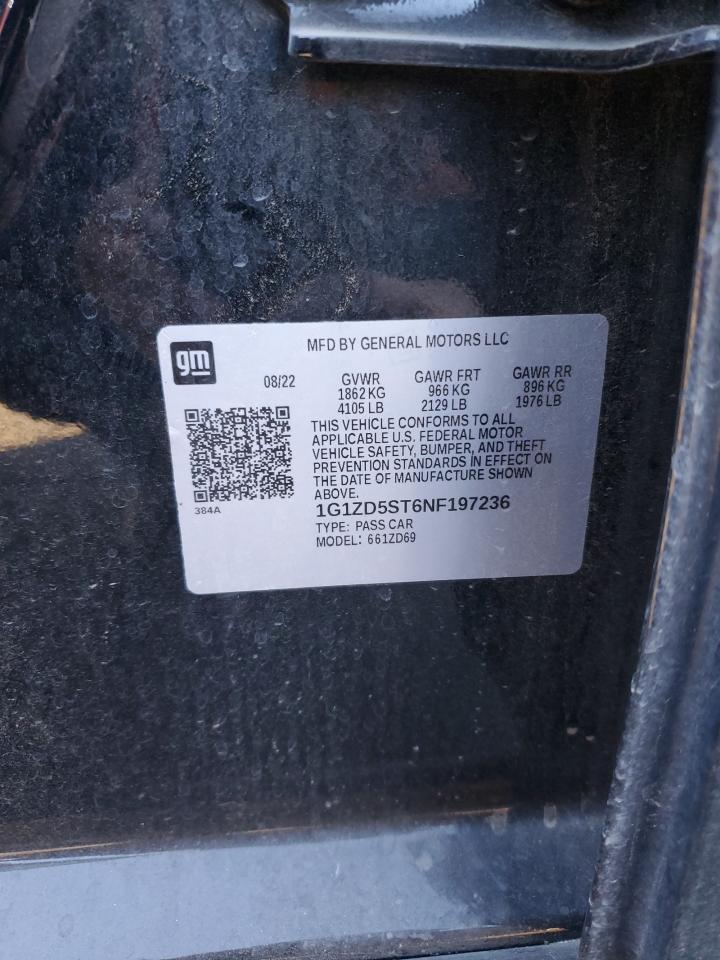 gm
MFD BY GENERAL MOTORS LLC
08/22
GVWR
1862 KG
4105 LB
GAWR FRT
966 KG
2129 LB
GAWR RR
896 KG
1976 LB
THIS VEHICLE CONFORMS TO ALL
APPLICABLE U.S. FEDERAL MOTOR
VEHICLE SAFETY, BUMPER, AND THEFT
PREVENTION STANDARDS IN EFFECT ON
THE DATE OF MANUFACTURE SHOWN
ABOVE.
384A
1G1ZD5ST6NF197236
TYPE: PASS CAR
MODEL: 661ZD69